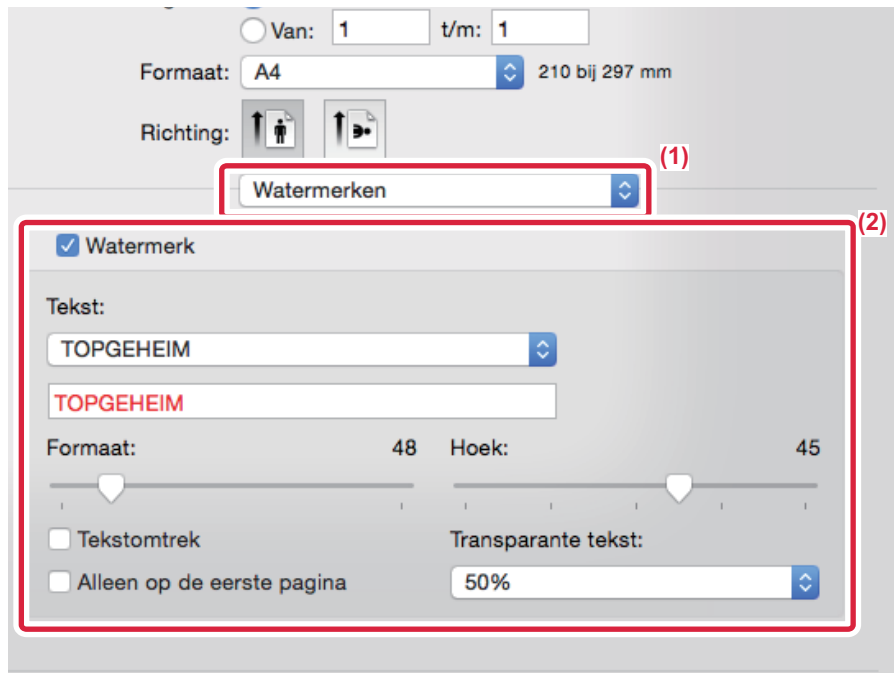 Van: 1 t/m: 1
Formaat: A4 210 bij 297 mm
Richting:
(1)
Watermerken
(2)
Watermerk
Tekst:
TOPGEHEIM
TOPGEHEIM
Formaat: 48 Hoek: 45
Tekstomtrek Transparante tekst:
Alleen op de eerste pagina 50%